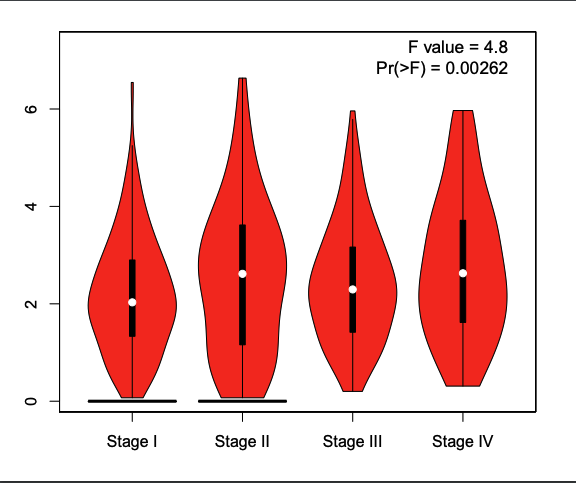 F value = 4.8
Pr(>F) = 0.00262
6
4
2
0
Stage I Stage II Stage III Stage IV